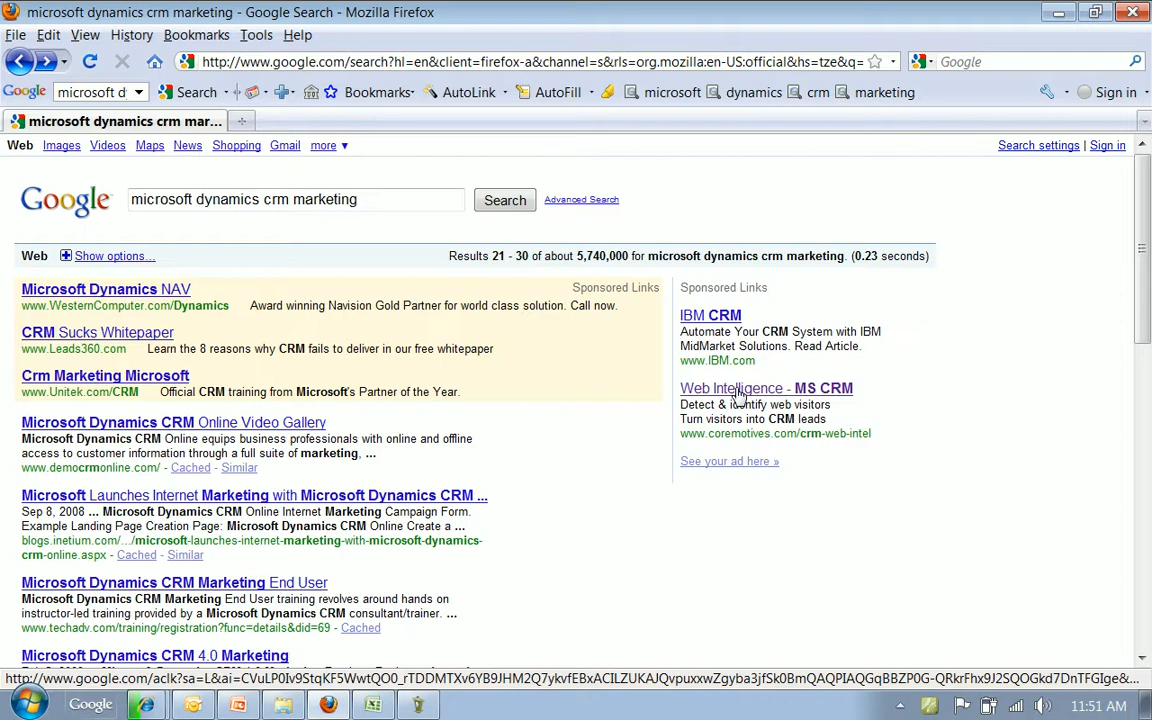 microsoft dynamics crm marketing - Google Search - Mozilla Firefox
File Edit View History Bookmarks Tools Help
http://www.google.com/search?hl=en&client=firefox-a&channel=s&rls=org.mozilla:en-US:official&hs=tze&q= Google
Google microsoft d Search Bookmarks AutoLink AutoFill microsoft dynamics crm marketing Sign in
microsoft dynamics crm mar...
Web Images Videos Maps News Shopping Gmail more ▼ Search settings | Sign in
Google microsoft dynamics crm marketing Search Advanced Search
Web Show options... Results 21 - 30 of about 5,740,000 for microsoft dynamics crm marketing. (0.23 seconds)
Microsoft Dynamics NAV Sponsored Links
www.WesternComputer.com/Dynamics Award winning Navision Gold Partner for world class solution. Call now.
CRM Sucks Whitepaper
www.Leads360.com Learn the 8 reasons why CRM fails to deliver in our free whitepaper
Crm Marketing Microsoft
www.Unitek.com/CRM Official CRM training from Microsoft's Partner of the Year.
Microsoft Dynamics CRM Online Video Gallery
Microsoft Dynamics CRM Online equips business professionals with online and offline
access to customer information through a full suite of marketing, ...
www.democrmonline.com/ - Cached - Similar
Microsoft Launches Internet Marketing with Microsoft Dynamics CRM ...
Sep 8, 2008 ... Microsoft Dynamics CRM Online Internet Marketing Campaign Form.
Example Landing Page Creation Page: Microsoft Dynamics CRM Online Create a ...
blogs.inetium.com/.../microsoft-launches-internet-marketing-with-microsoft-dynamics-
crm-online.aspx - Cached - Similar
Microsoft Dynamics CRM Marketing End User
Microsoft Dynamics CRM Marketing End User training revolves around hands on
instructor-led training provided by a Microsoft Dynamics CRM consultant/trainer. ...
www.techadv.com/training/registration?func=details&did=69 - Cached
Microsoft Dynamics CRM 4.0 Marketing
Sponsored Links
IBM CRM
Automate Your CRM System with IBM
MidMarket Solutions. Read Article.
www.IBM.com
Web Intelligence - MS CRM
Detect & identify web visitors
Turn visitors into CRM leads
www.coremotives.com/crm-web-intel
See your ad here »
Google 11:51 AM